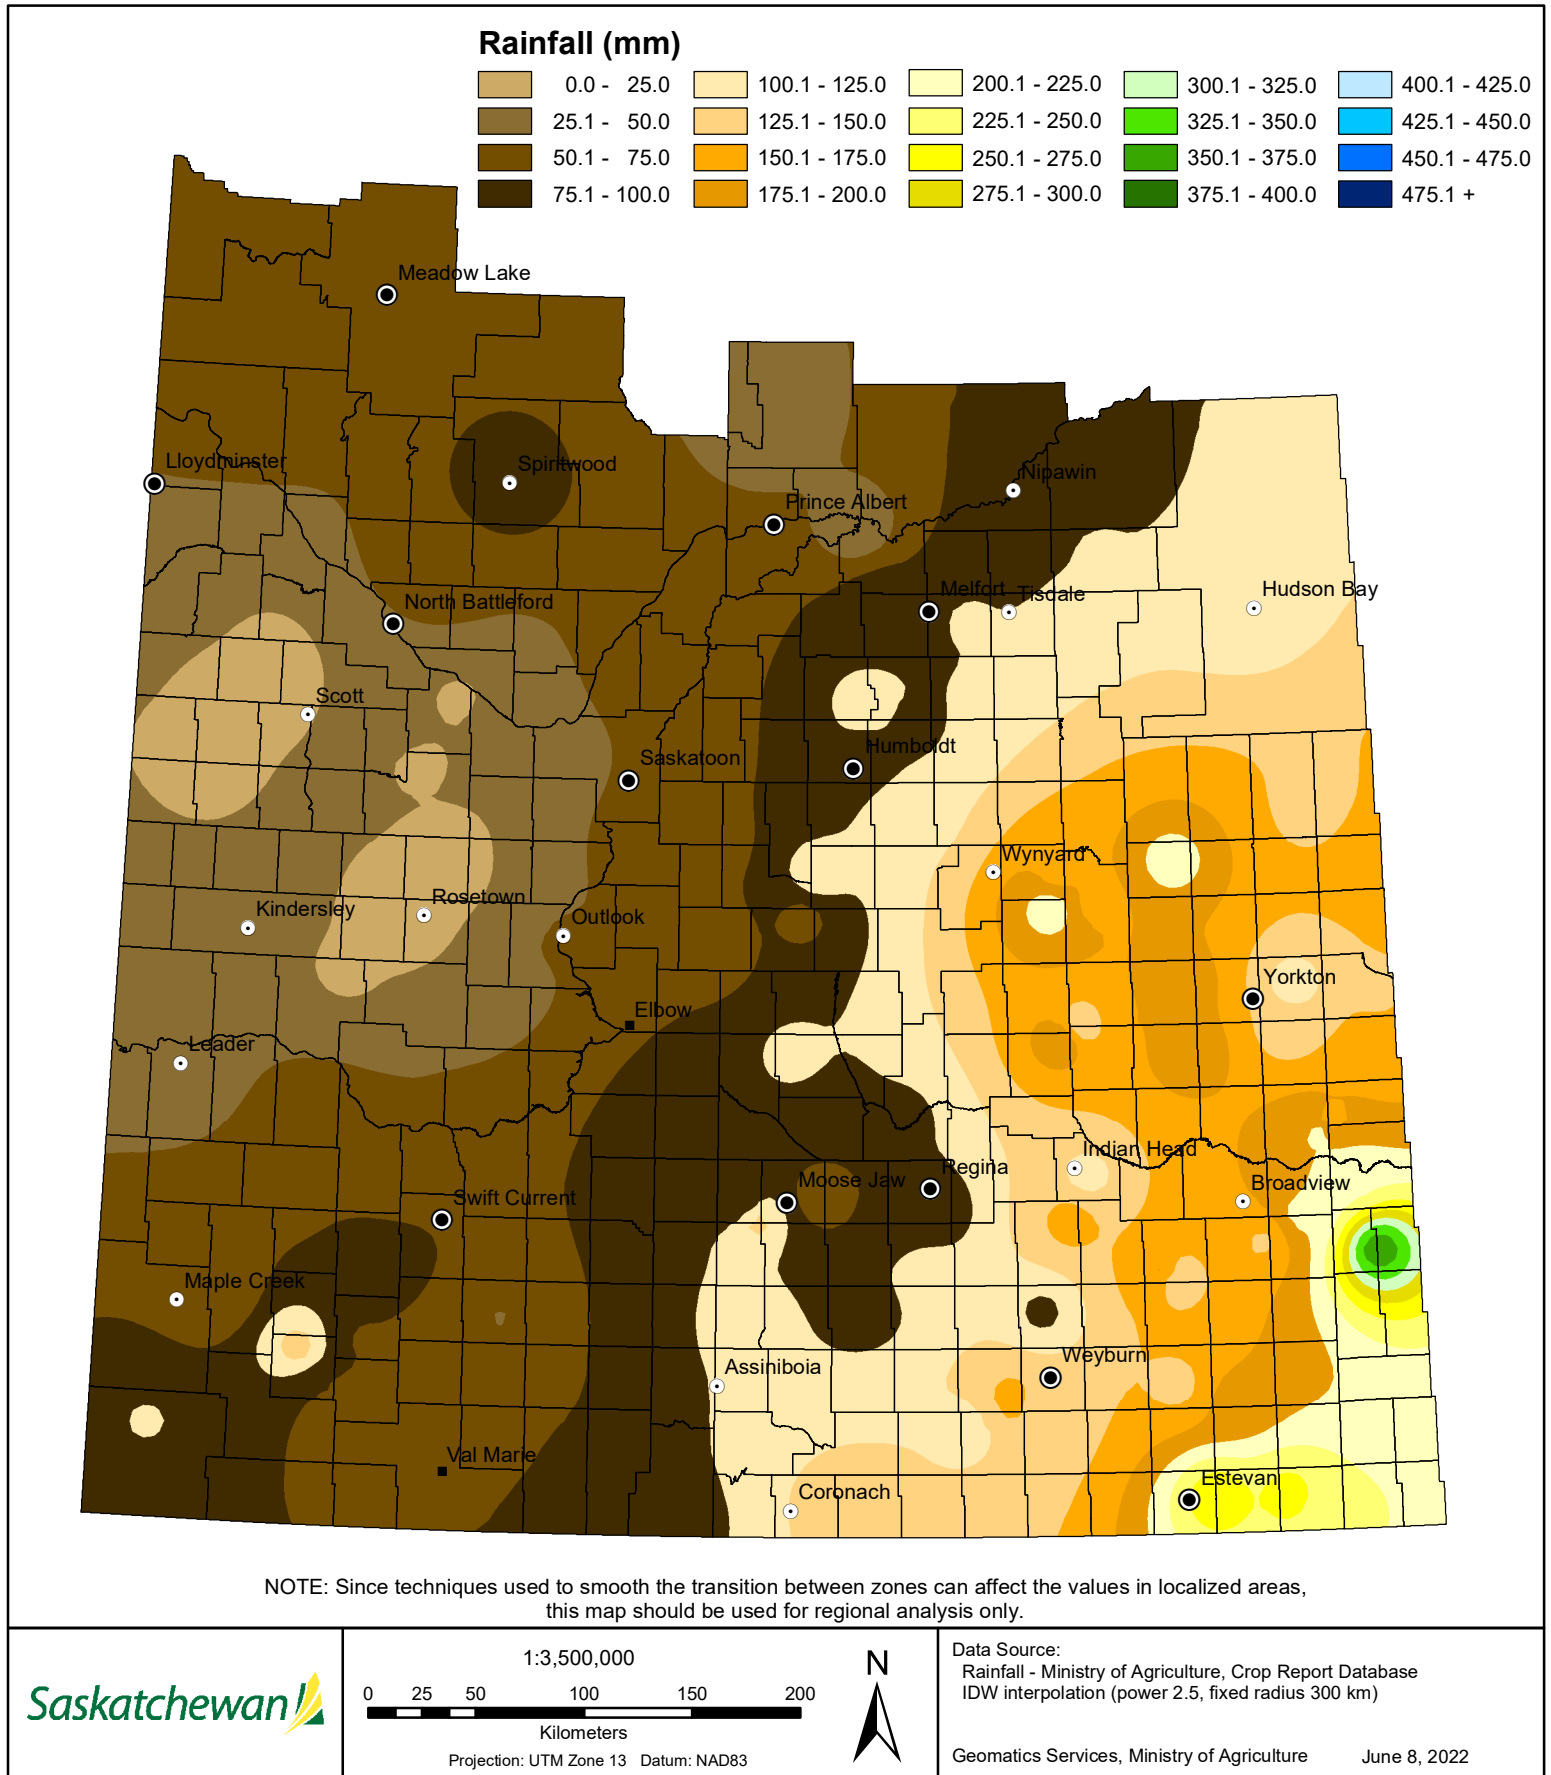 Rainfall (mm)
0.0 - 25.0
25.1 - 50.0
50.1 - 75.0
75.1 - 100.0
100.1 - 125.0
125.1 - 150.0
150.1 - 175.0
175.1 - 200.0
200.1 - 225.0
225.1 - 250.0
250.1 - 275.0
275.1 - 300.0
300.1 - 325.0
325.1 - 350.0
350.1 - 375.0
375.1 - 400.0
400.1 - 425.0
425.1 - 450.0
450.1 - 475.0
475.1 +
Meadow Lake
Lloydminster
Spiritwood
Nipawin
Prince Albert
North Battleford
Melfort
Tisdale
Hudson Bay
Scott
Saskatoon
Humboldt
Wynyard
Kindersley
Rosetown
Outlook
Yorkton
Elbow
Leader
Indian Head
Moose Jaw
Regina
Broadview
Swift Current
Maple Creek
Assiniboia
Weyburn
Val Marie
Coronach
Estevan
NOTE: Since techniques used to smooth the transition between zones can affect the values in localized areas,
this map should be used for regional analysis only.
Saskatchewan
1:3,500,000
0 25 50 100 150 200
Kilometers
Projection: UTM Zone 13 Datum: NAD83
N
Data Source:
Rainfall - Ministry of Agriculture, Crop Report Database
IDW interpolation (power 2.5, fixed radius 300 km)
Geomatics Services, Ministry of Agriculture June 8, 2022